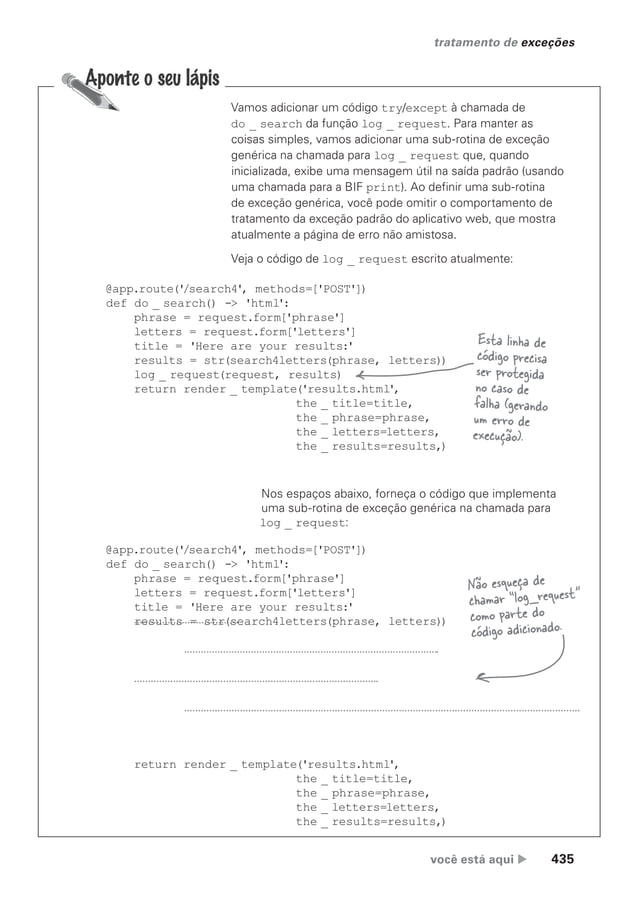 tratamento de exceções
Aponte o seu lápis
Vamos adicionar um código try/except à chamada de
do _ search da função log _ request. Para manter as
coisas simples, vamos adicionar uma sub-rotina de exceção
genérica na chamada para log _ request que, quando
inicializada, exibe uma mensagem útil na saída padrão (usando
uma chamada para a BIF print). Ao definir uma sub-rotina
de exceção genérica, você pode omitir o comportamento de
tratamento da exceção padrão do aplicativo web, que mostra
atualmente a página de erro não amistosa.
Veja o código de log _ request escrito atualmente:
@app.route('/search4', methods=['POST'])
def do _ search() -> 'html':
phrase = request.form['phrase']
letters = request.form['letters']
title = 'Here are your results:'
results = str(search4letters(phrase, letters))
log _ request(request, results)
return render _ template('results.html',
the _ title=title,
the _ phrase=phrase,
the _ letters=letters,
the _ results=results,)
Esta linha de
código precisa
ser protegida
no caso de
falha (gerando
um erro de
execução).
Nos espaços abaixo, forneça o código que implementa
uma sub-rotina de exceção genérica na chamada para
log _ request:
@app.route('/search4', methods=['POST'])
def do _ search() -> 'html':
phrase = request.form['phrase']
letters = request.form['letters']
title = 'Here are your results:'
results = str(search4letters(phrase, letters))
Não esqueça de
chamar "log_request"
como parte do
código adicionado.
return render _ template('results.html',
the _ title=title,
the _ phrase=phrase,
the _ letters=letters,
the _ results=results,)
você está aqui ▶ 435